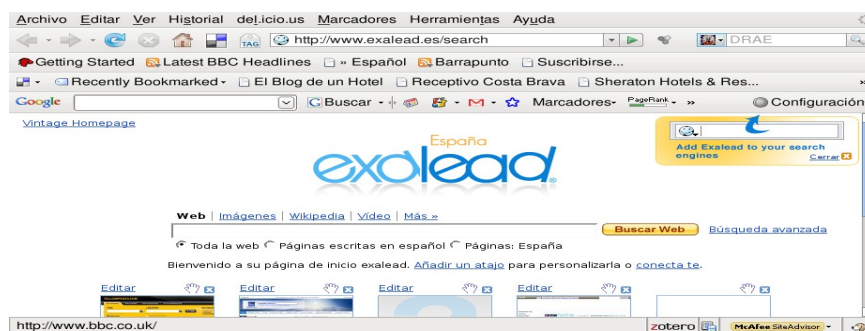 Archivo Editar Ver Historial del.icio.us Marcadores Herramientas Ayuda
TAG http://www.exalead.es/search DRAE
Getting Started Latest BBC Headlines » Español Barrapunto Suscribirse...
Recently Bookmarked El Blog de un Hotel Receptivo Costa Brava Sheraton Hotels & Res... »
Google G Buscar Marcadores PageRank » Configuración
Vintage Homepage
España
exalead
Add Exalead to your search
engines
Cerrar
Web | Imágenes | Wikipedia | Vídeo | Más »
Buscar Web Búsqueda avanzada
Toda la web Páginas escritas en español Páginas: España
Bienvenido a su página de inicio exalead. Añadir un atajo para personalizarla o conecta te.
Editar Editar Editar Editar
http://www.bbc.co.uk/ zotero McAfee SiteAdvisor